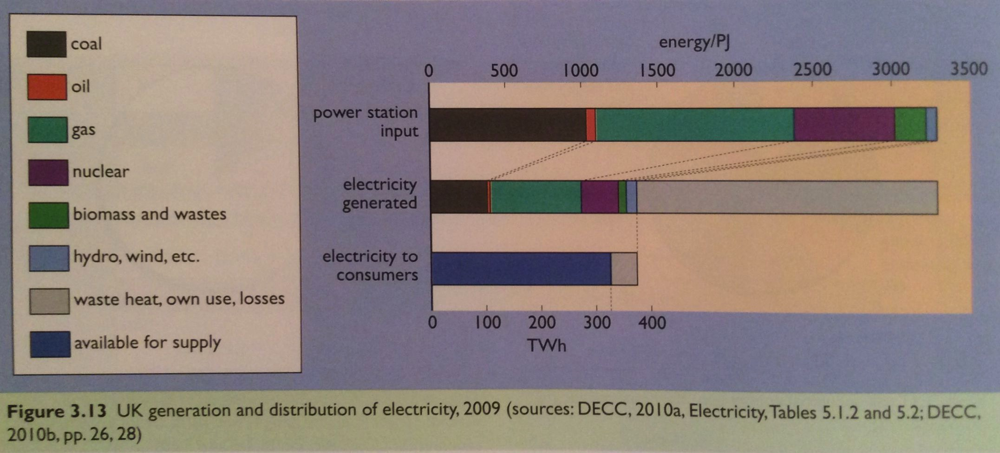 coal
oil
gas
nuclear
biomass and wastes
hydro, wind, etc.
waste heat, own use, losses
available for supply
energy/PJ
0 500 1000 1500 2000 2500 3000 3500
power station
input
electricity
generated
electricity to
consumers
0 100 200 300 400
TWh
Figure 3.13 UK generation and distribution of electricity, 2009 (sources: DECC, 2010a, Electricity, Tables 5.1.2 and 5.2; DECC,
2010b, pp. 26, 28)